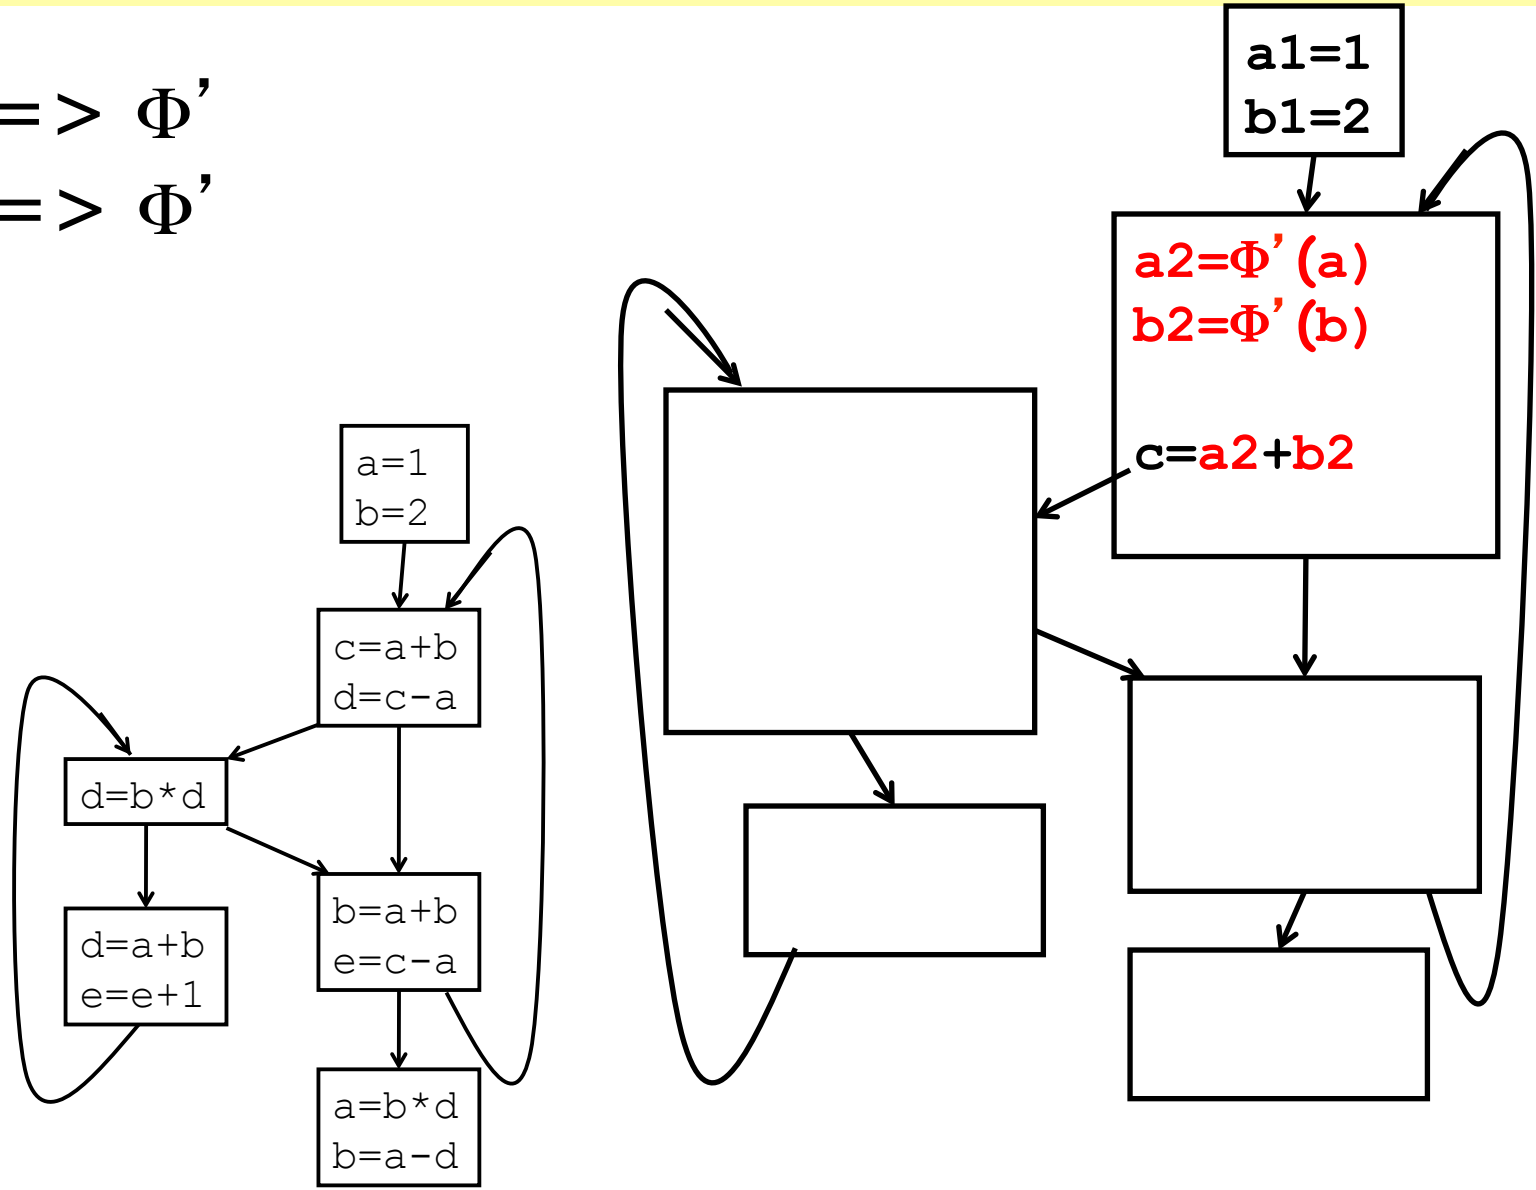 => Φ’
=> Φ’
a1=1
b1=2
a2=Φ’(a)
b2=Φ’(b)
c=a2+b2
a=1
b=2
c=a+b
d=c-a
d=b*d
d=a+b
e=e+1
b=a+b
e=c-a
a=b*d
b=a-d